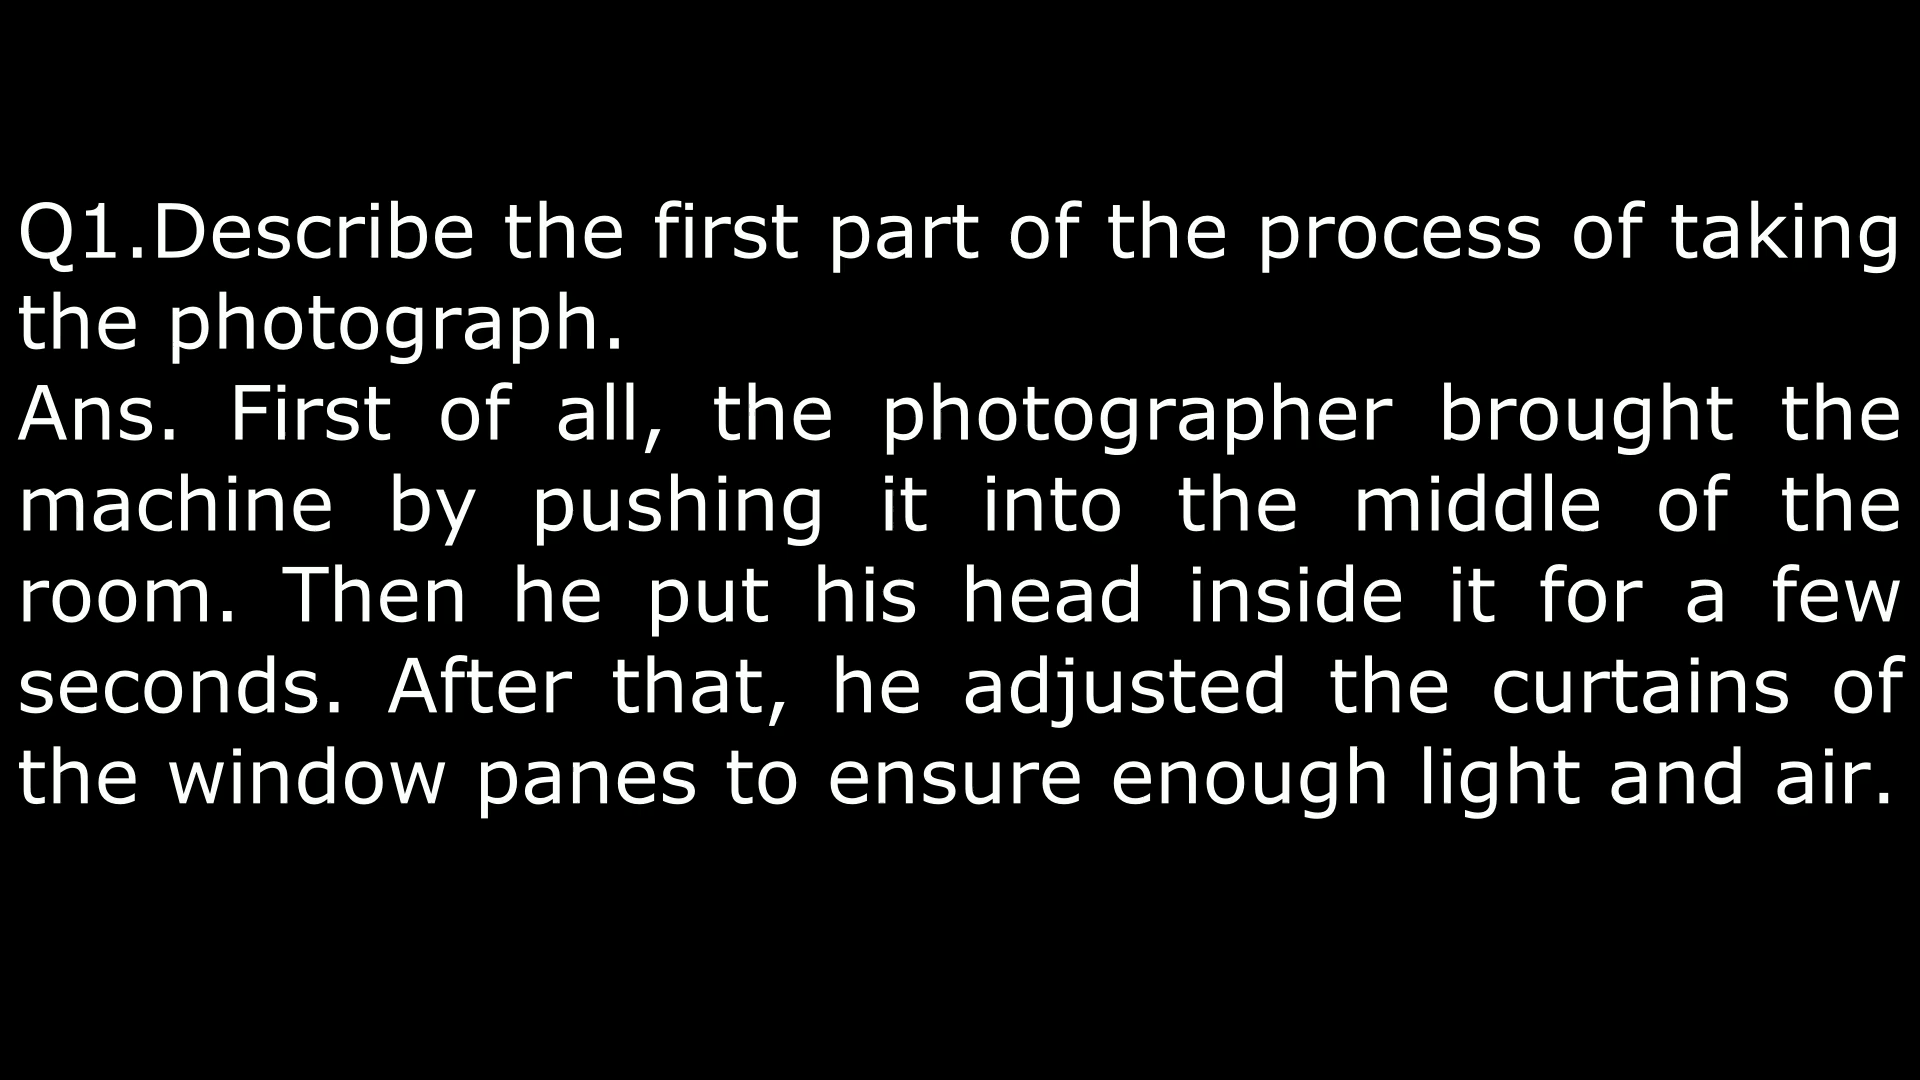 Q1.Describe the first part of the process of taking
the photograph.
Ans. First of all, the photographer brought the
machine by pushing it into the middle of the
room. Then he put his head inside it for a few
seconds. After that, he adjusted the curtains of
the window panes to ensure enough light and air.